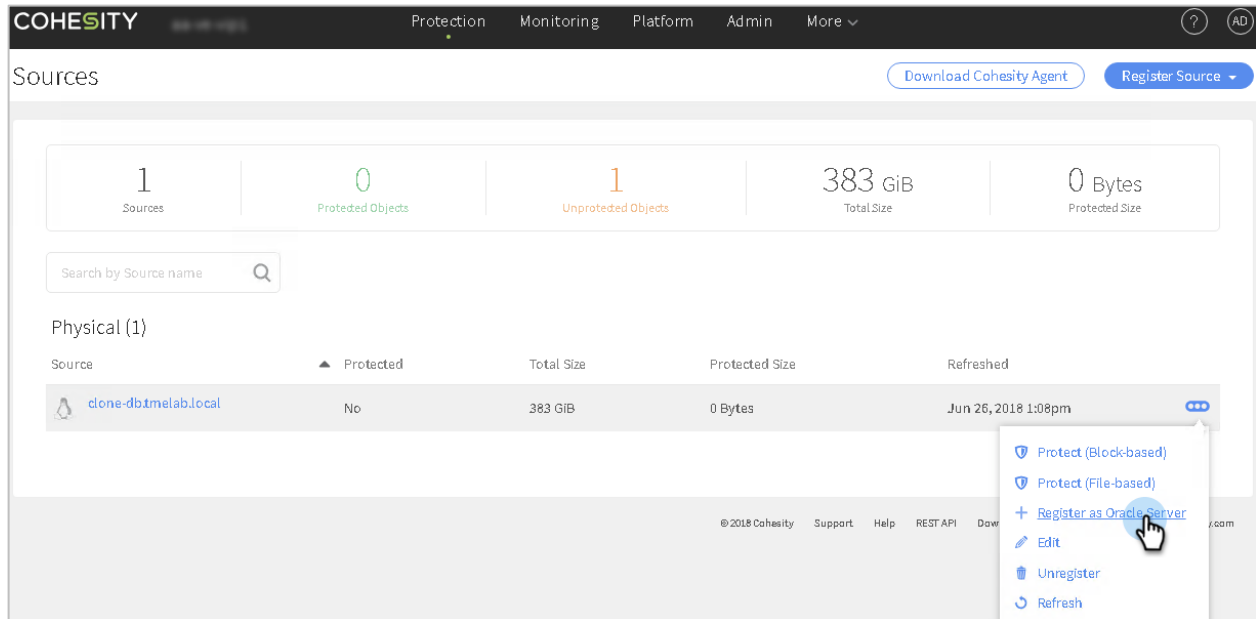 COHESITY Protection Monitoring Platform Admin More ? AD
Sources Download Cohesity Agent Register Source
1 0 1 383 GiB 0 Bytes
Sources Protected Objects Unprotected Objects Total Size Protected Size
Search by Source name
Physical (1)
Source Protected Total Size Protected Size Refreshed
clone-db.tmelab.local No 383 GiB 0 Bytes Jun 26, 2018 1:08pm
Protect (Block-based)
Protect (File-based)
Register as Oracle Server
© 2018 Cohesity Support Help REST API
Edit
Unregister
Refresh